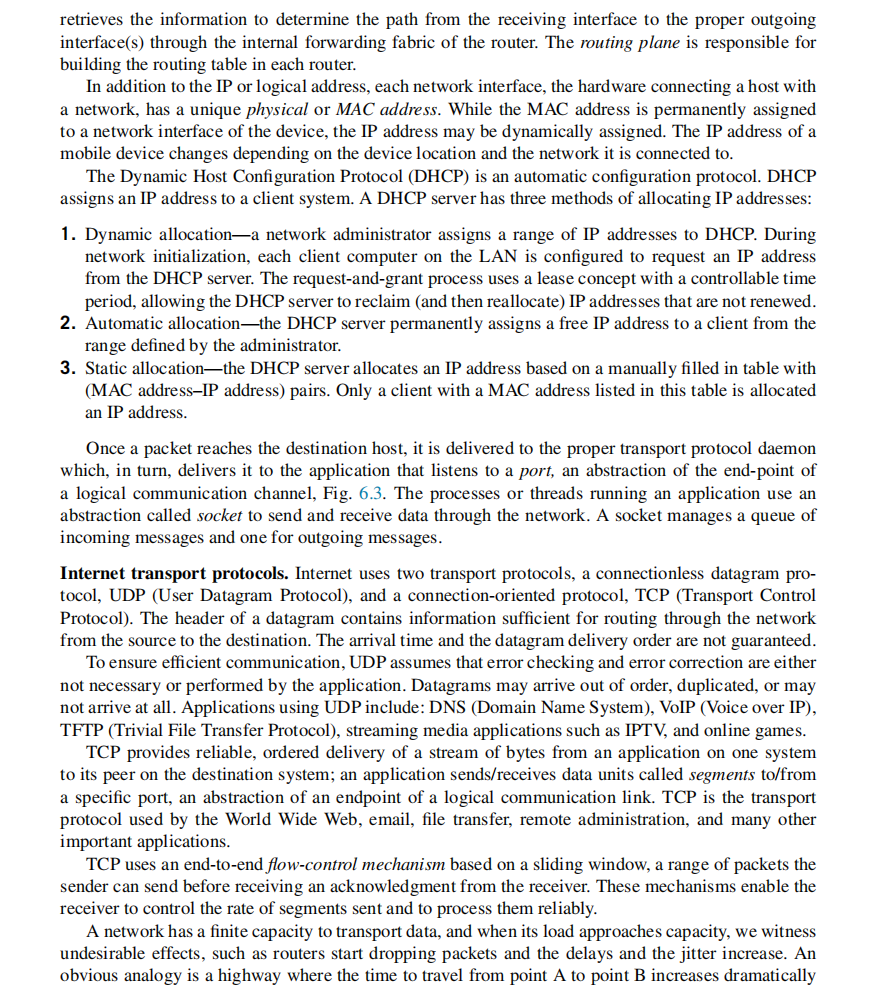 retrieves the information to determine the path from the receiving interface to the proper outgoing
interface(s) through the internal forwarding fabric of the router. The routing plane is responsible for
building the routing table in each router.
In addition to the IP or logical address, each network interface, the hardware connecting a host with
a network, has a unique physical or MAC address. While the MAC address is permanently assigned
to a network interface of the device, the IP address may be dynamically assigned. The IP address of a
mobile device changes depending on the device location and the network it is connected to.
The Dynamic Host Configuration Protocol (DHCP) is an automatic configuration protocol. DHCP
assigns an IP address to a client system. A DHCP server has three methods of allocating IP addresses:
1. Dynamic allocation—a network administrator assigns a range of IP addresses to DHCP. During
network initialization, each client computer on the LAN is configured to request an IP address
from the DHCP server. The request-and-grant process uses a lease concept with a controllable time
period, allowing the DHCP server to reclaim (and then reallocate) IP addresses that are not renewed.
2. Automatic allocation—the DHCP server permanently assigns a free IP address to a client from the
range defined by the administrator.
3. Static allocation—the DHCP server allocates an IP address based on a manually filled in table with
(MAC address–IP address) pairs. Only a client with a MAC address listed in this table is allocated
an IP address.
Once a packet reaches the destination host, it is delivered to the proper transport protocol daemon
which, in turn, delivers it to the application that listens to a port, an abstraction of the end-point of
a logical communication channel, Fig. 6.3. The processes or threads running an application use an
abstraction called socket to send and receive data through the network. A socket manages a queue of
incoming messages and one for outgoing messages.
Internet transport protocols. Internet uses two transport protocols, a connectionless datagram pro-
tocol, UDP (User Datagram Protocol), and a connection-oriented protocol, TCP (Transport Control
Protocol). The header of a datagram contains information sufficient for routing through the network
from the source to the destination. The arrival time and the datagram delivery order are not guaranteed.
To ensure efficient communication, UDP assumes that error checking and error correction are either
not necessary or performed by the application. Datagrams may arrive out of order, duplicated, or may
not arrive at all. Applications using UDP include: DNS (Domain Name System), VoIP (Voice over IP),
TFTP (Trivial File Transfer Protocol), streaming media applications such as IPTV, and online games.
TCP provides reliable, ordered delivery of a stream of bytes from an application on one system
to its peer on the destination system; an application sends/receives data units called segments to/from
a specific port, an abstraction of an endpoint of a logical communication link. TCP is the transport
protocol used by the World Wide Web, email, file transfer, remote administration, and many other
important applications.
TCP uses an end-to-end flow-control mechanism based on a sliding window, a range of packets the
sender can send before receiving an acknowledgment from the receiver. These mechanisms enable the
receiver to control the rate of segments sent and to process them reliably.
A network has a finite capacity to transport data, and when its load approaches capacity, we witness
undesirable effects, such as routers start dropping packets and the delays and the jitter increase. An
obvious analogy is a highway where the time to travel from point A to point B increases dramatically